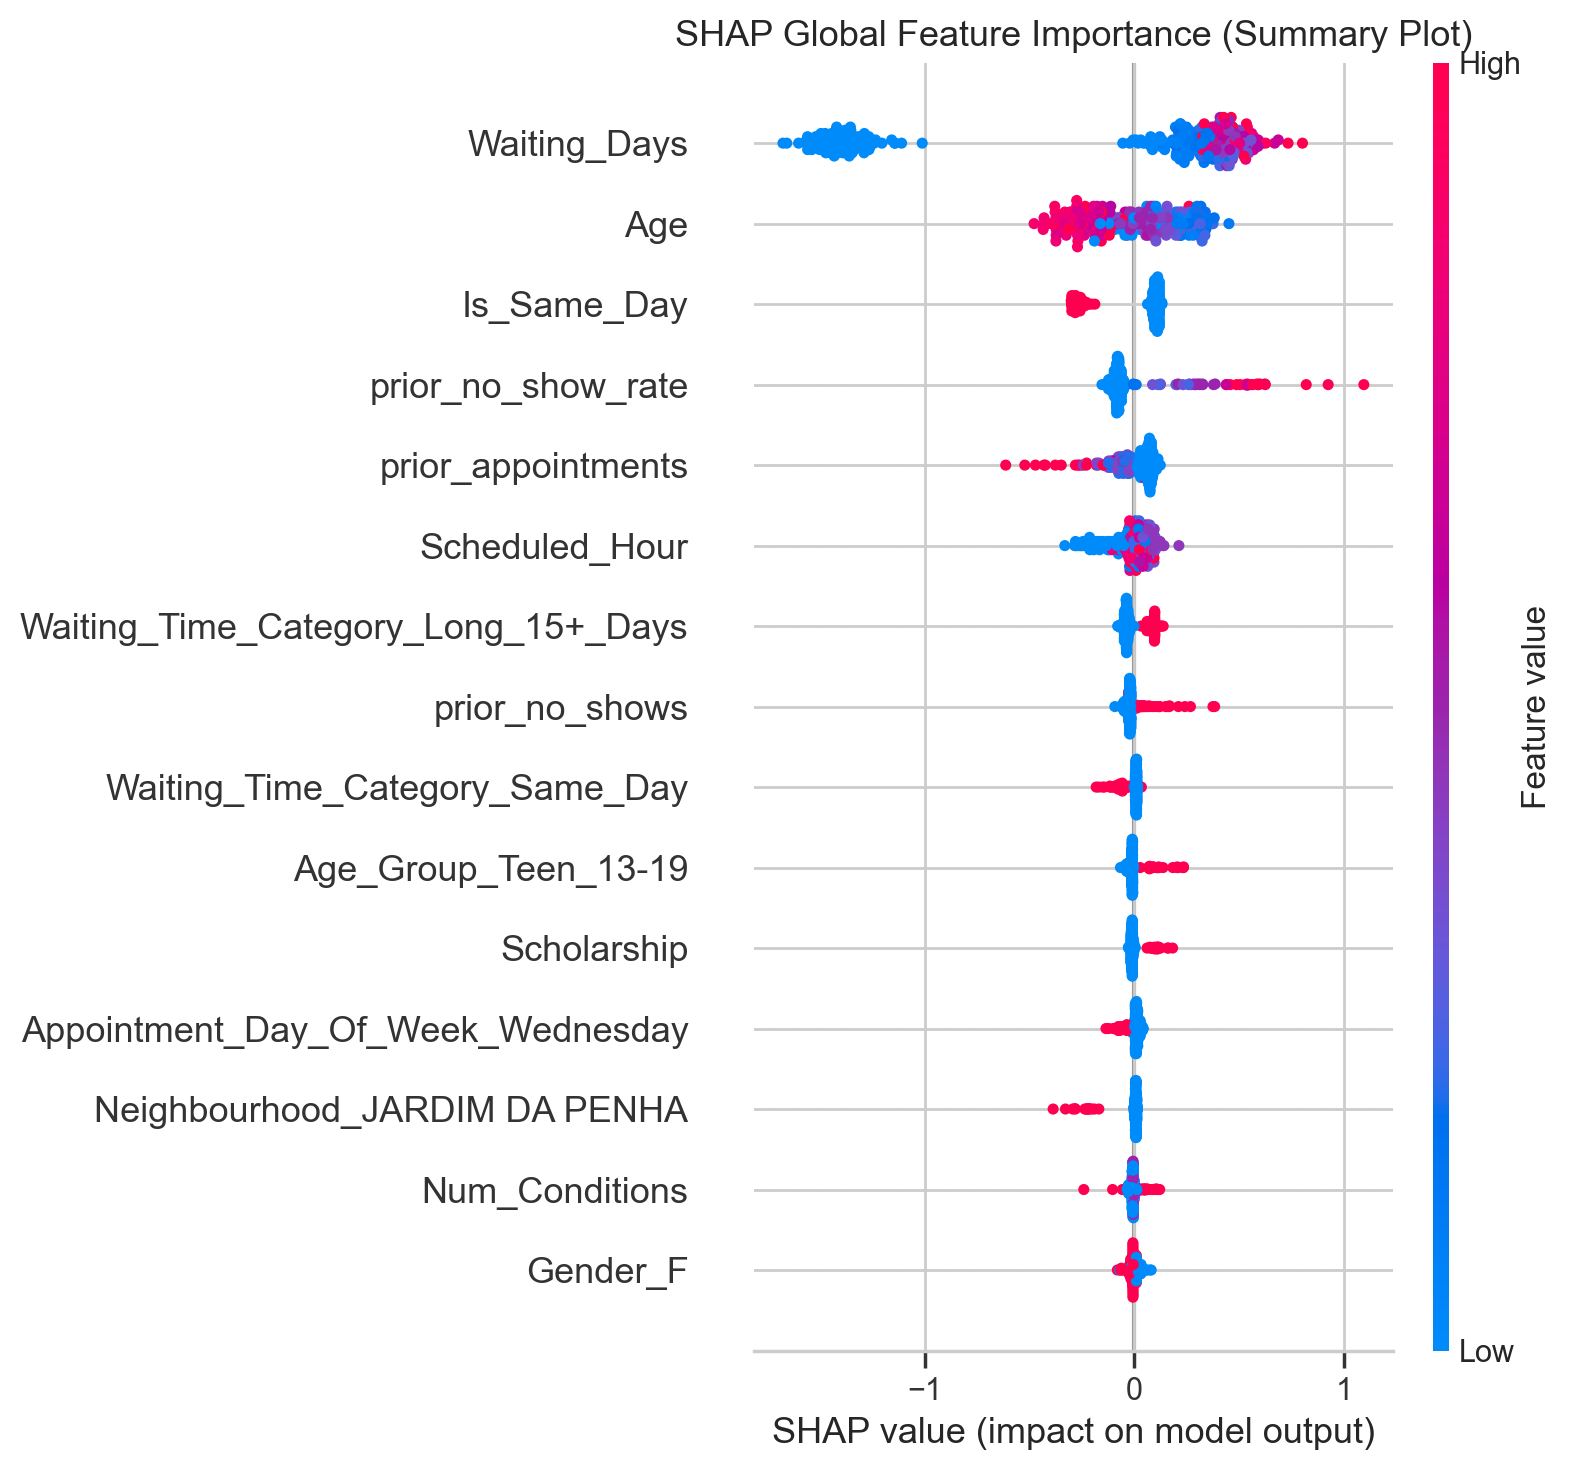 SHAP Global Feature Importance (Summary Plot)
High
Waiting_Days
Age
Is_Same_Day
prior_no_show_rate
prior_appointments
Scheduled_Hour
Waiting_Time_Category_Long_15+_Days
prior_no_shows
Waiting_Time_Category_Same_Day
Age_Group_Teen_13-19
Scholarship
Appointment_Day_Of_Week_Wednesday
Neighbourhood_JARDIM DA PENHA
Num_Conditions
Gender_F
Feature value
Low
−1
0
1
SHAP value (impact on model output)